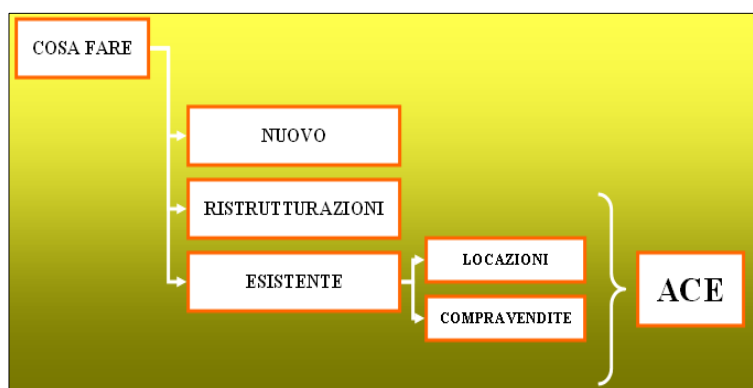 COSA FARE
NUOVO
RISTRUTTURAZIONI
ESISTENTE
LOCAZIONI
COMPRAVENDITE
ACE